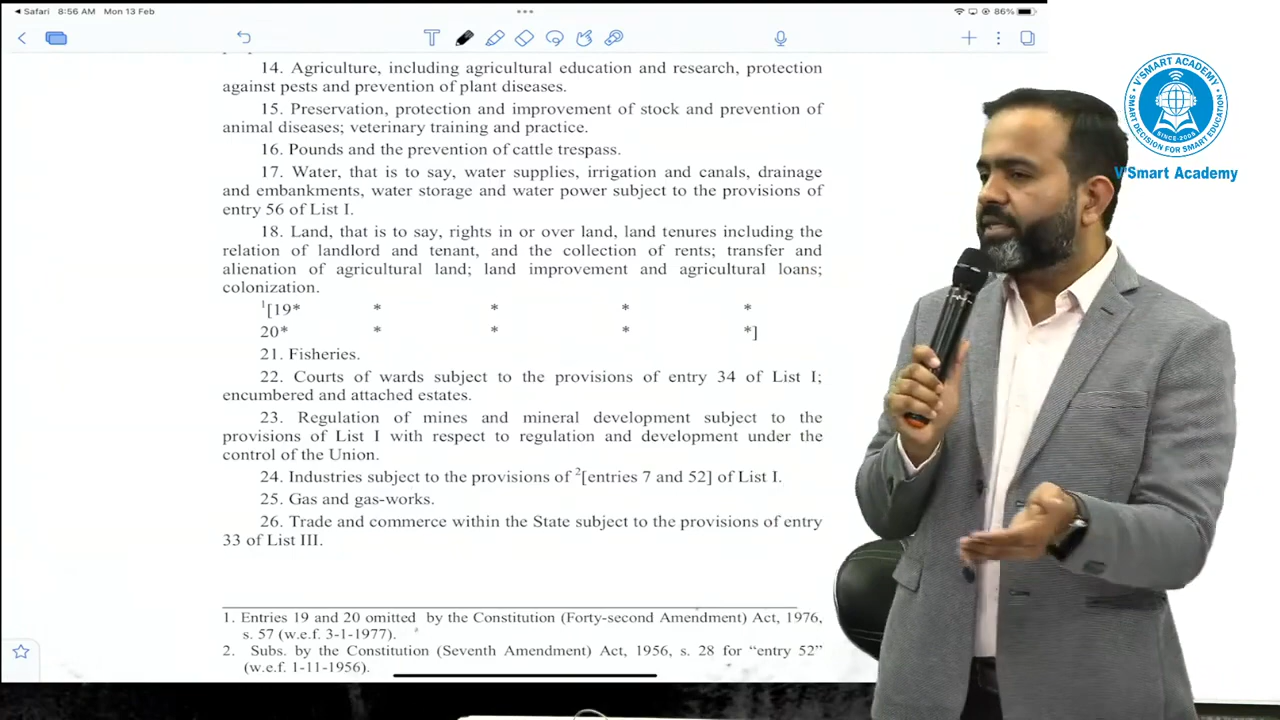 Safari 8:56 AM Mon 13 Feb
86%
14. Agriculture, including agricultural education and research, protection
against pests and prevention of plant diseases.
15. Preservation, protection and improvement of stock and prevention of
animal diseases; veterinary training and practice.
16. Pounds and the prevention of cattle trespass.
17. Water, that is to say, water supplies, irrigation and canals, drainage
and embankments, water storage and water power subject to the provisions of
entry 56 of List I.
18. Land, that is to say, rights in or over land, land tenures including the
relation of landlord and tenant, and the collection of rents; transfer and
alienation of agricultural land; land improvement and agricultural loans;
colonization.
1[19* * * * *
20* * * * *]
21. Fisheries.
22. Courts of wards subject to the provisions of entry 34 of List I;
encumbered and attached estates.
23. Regulation of mines and mineral development subject to the
provisions of List I with respect to regulation and development under the
control of the Union.
24. Industries subject to the provisions of 2[entries 7 and 52] of List I.
25. Gas and gas-works.
26. Trade and commerce within the State subject to the provisions of entry
33 of List III.
1. Entries 19 and 20 omitted by the Constitution (Forty-second Amendment) Act, 1976,
s. 57 (w.e.f. 3-1-1977).
2. Subs. by the Constitution (Seventh Amendment) Act, 1956, s. 28 for "entry 52"
(w.e.f. 1-11-1956).
V'SMART ACADEMY
SMART DECISION FOR SMART EDUCATION
SINCE-2008
V'Smart Academy